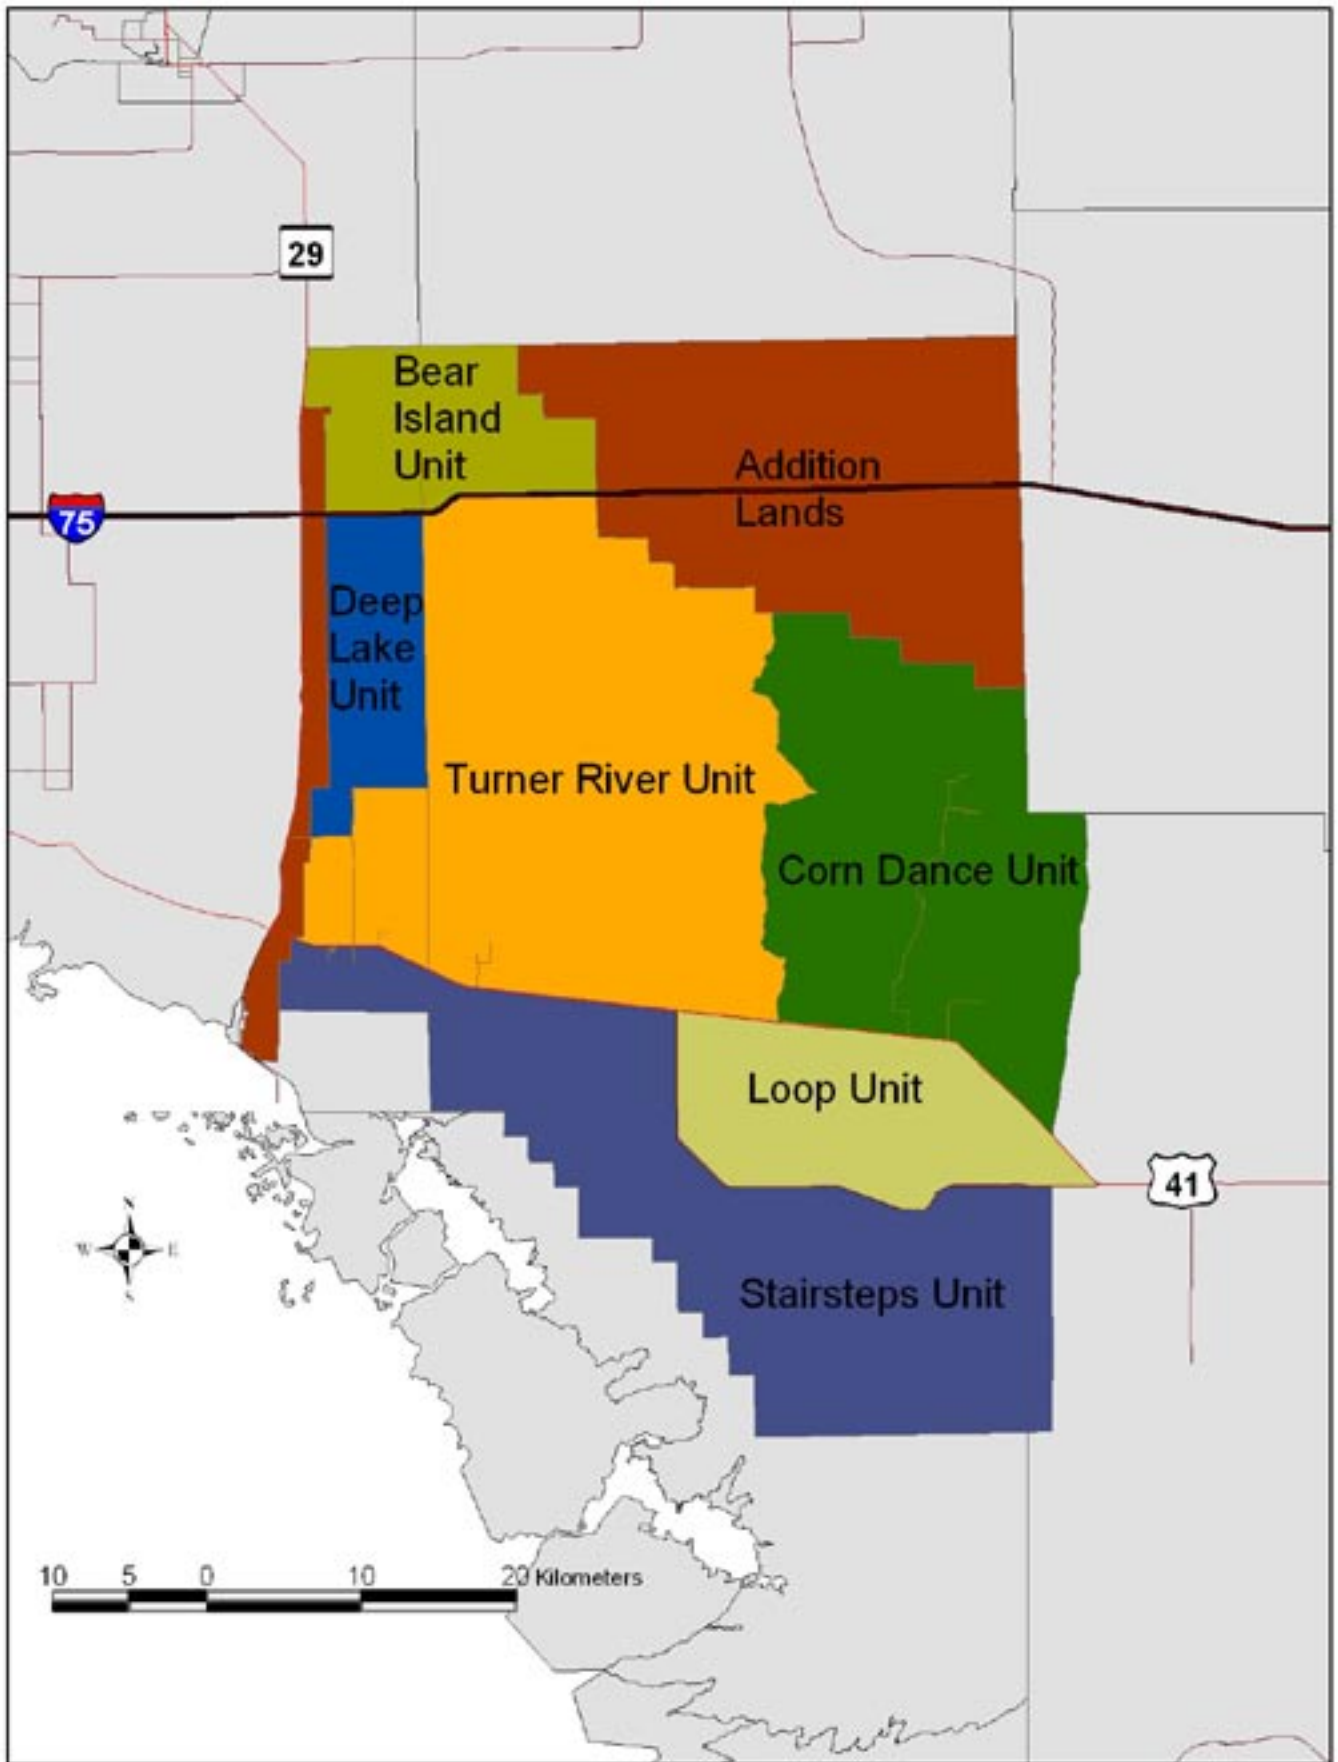 29
Bear
Island
Unit
Addition
Lands
75
Deep
Lake
Unit
Turner River Unit
Corn Dance Unit
Loop Unit
41
N
W E
S
Stairsteps Unit
10 5 0 10 20 Kilometers